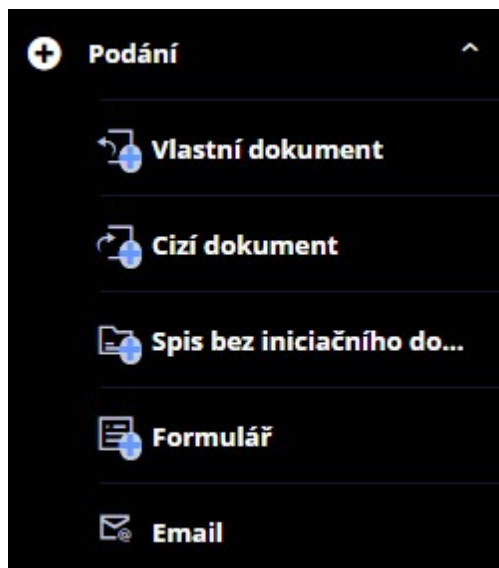 Podání
Vlastní dokument
Cizí dokument
Spis bez iniciačního do...
Formulář
Email